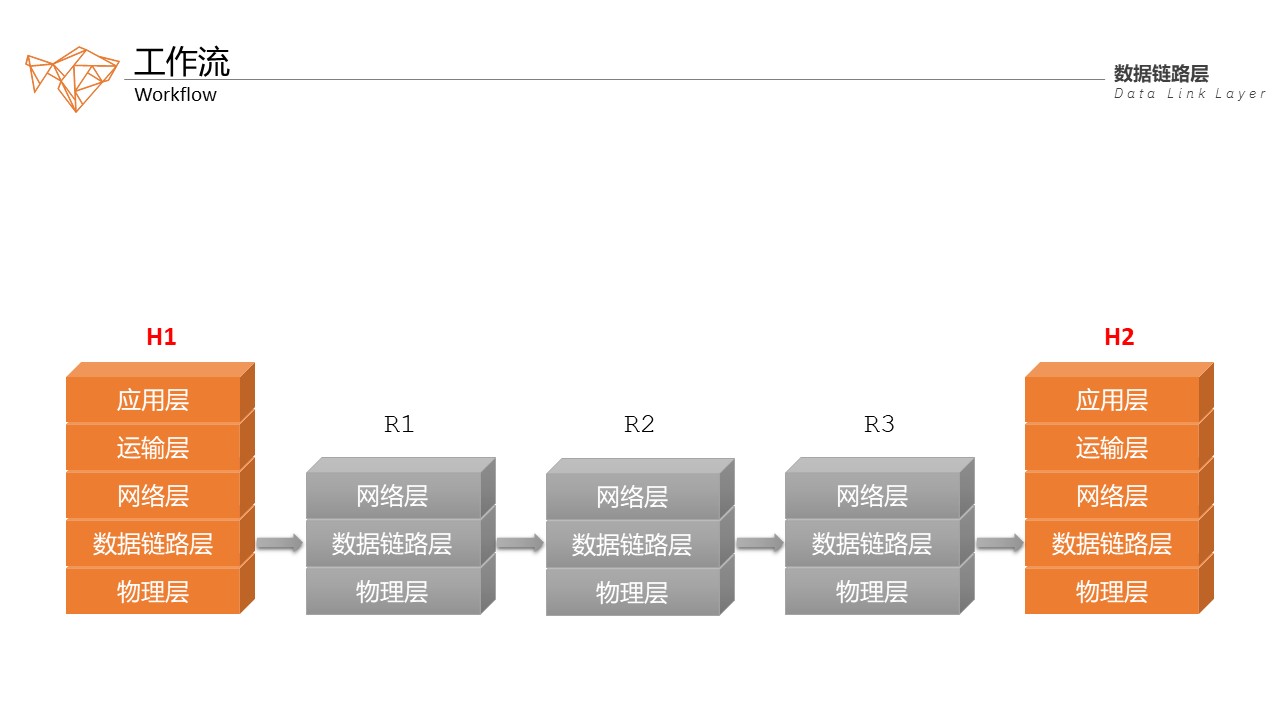 工作流
Workflow
数据链路层
Data Link Layer
H1
应用层
运输层
网络层
数据链路层
物理层
R1
网络层
数据链路层
物理层
R2
网络层
数据链路层
物理层
R3
网络层
数据链路层
物理层
H2
应用层
运输层
网络层
数据链路层
物理层